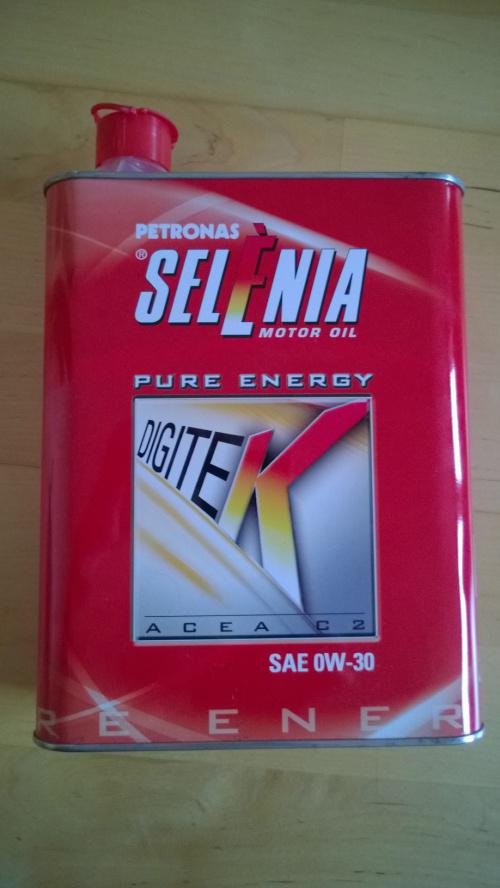 PETRONAS
® SELÈNIA
MOTOR OIL
PURE ENERGY
DIGITEK
ACEA C2
SAE 0W-30
RE ENER